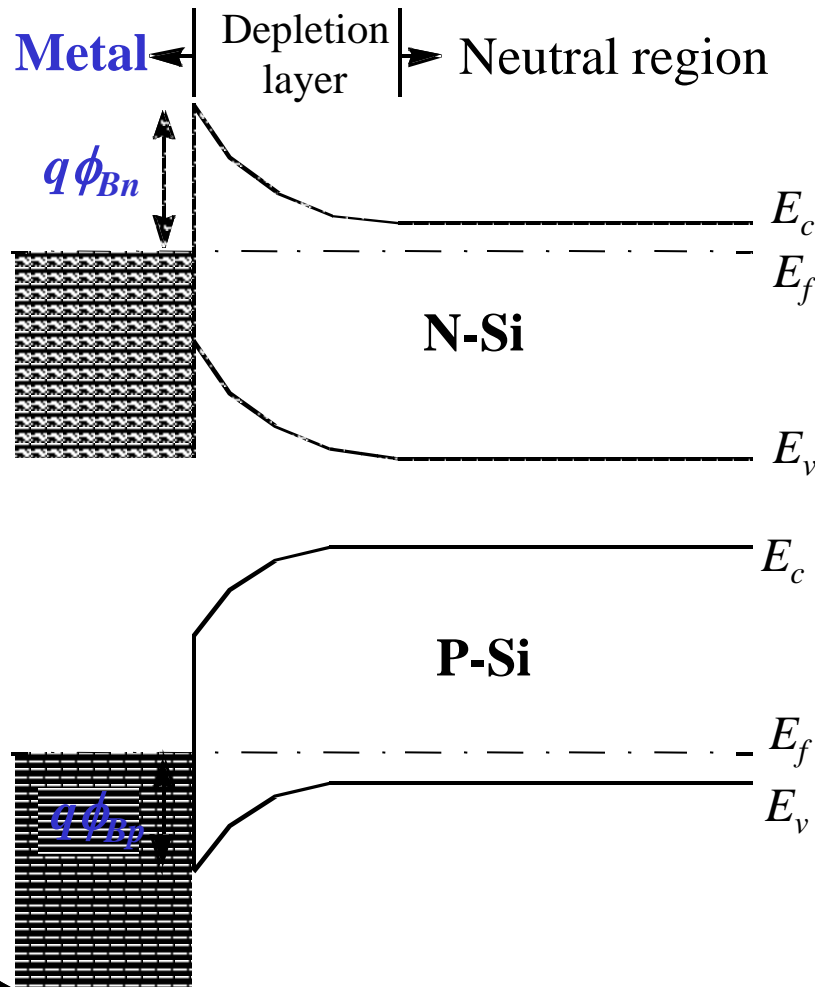 Metal
Depletion
layer
Neutral region
qϕBn
Ec
Ef
N-Si
Ev
Ec
P-Si
Ef
qϕBp
Ev